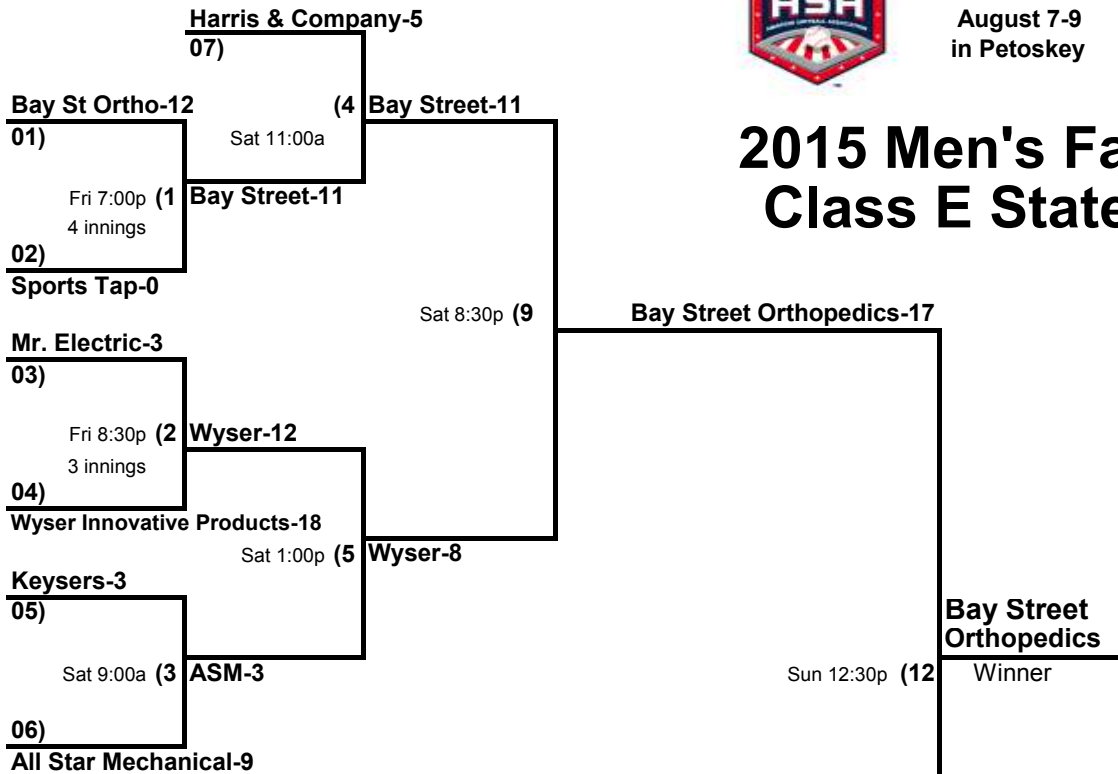 Harris & Company-5
07)
ASA
August 7-9
in Petoskey
Bay St Ortho-12
(4 Bay Street-11
01)
Sat 11:00a
2015 Men's Fa
Class E State
Fri 7:00p (1 Bay Street-11
4 innings
02)
Sports Tap-0
Sat 8:30p (9
Bay Street Orthopedics-17
Mr. Electric-3
03)
Fri 8:30p (2 Wyser-12
3 innings
04)
Wyser Innovative Products-18
Sat 1:00p (5 Wyser-8
Keysers-3
05)
Bay Street
Orthopedics
Sat 9:00a (3 ASM-3
Sun 12:30p (12
Winner
06)
All Star Mechanical-9